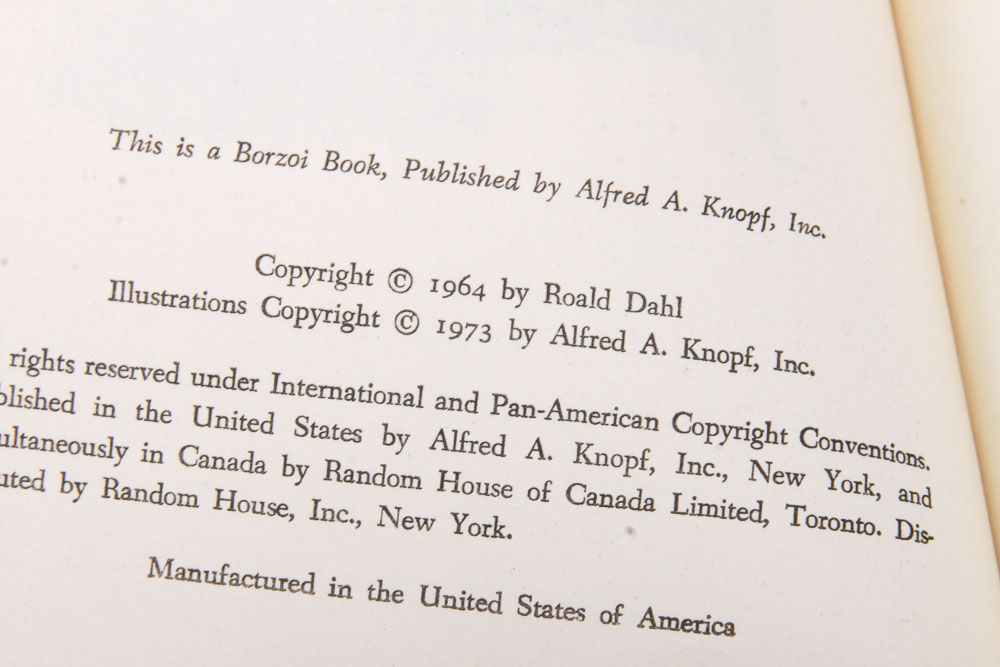 This is a Borzoi Book, Published by Alfred A. Knopf, Inc.
Copyright © 1964 by Roald Dahl
Illustrations Copyright © 1973 by Alfred A. Knopf, Inc.
rights reserved under International and Pan-American Copyright Conventions.
blished in the United States by Alfred A. Knopf, Inc., New York, and
ultaneously in Canada by Random House of Canada Limited, Toronto. Dis-
uted by Random House, Inc., New York.
Manufactured in the United States of America